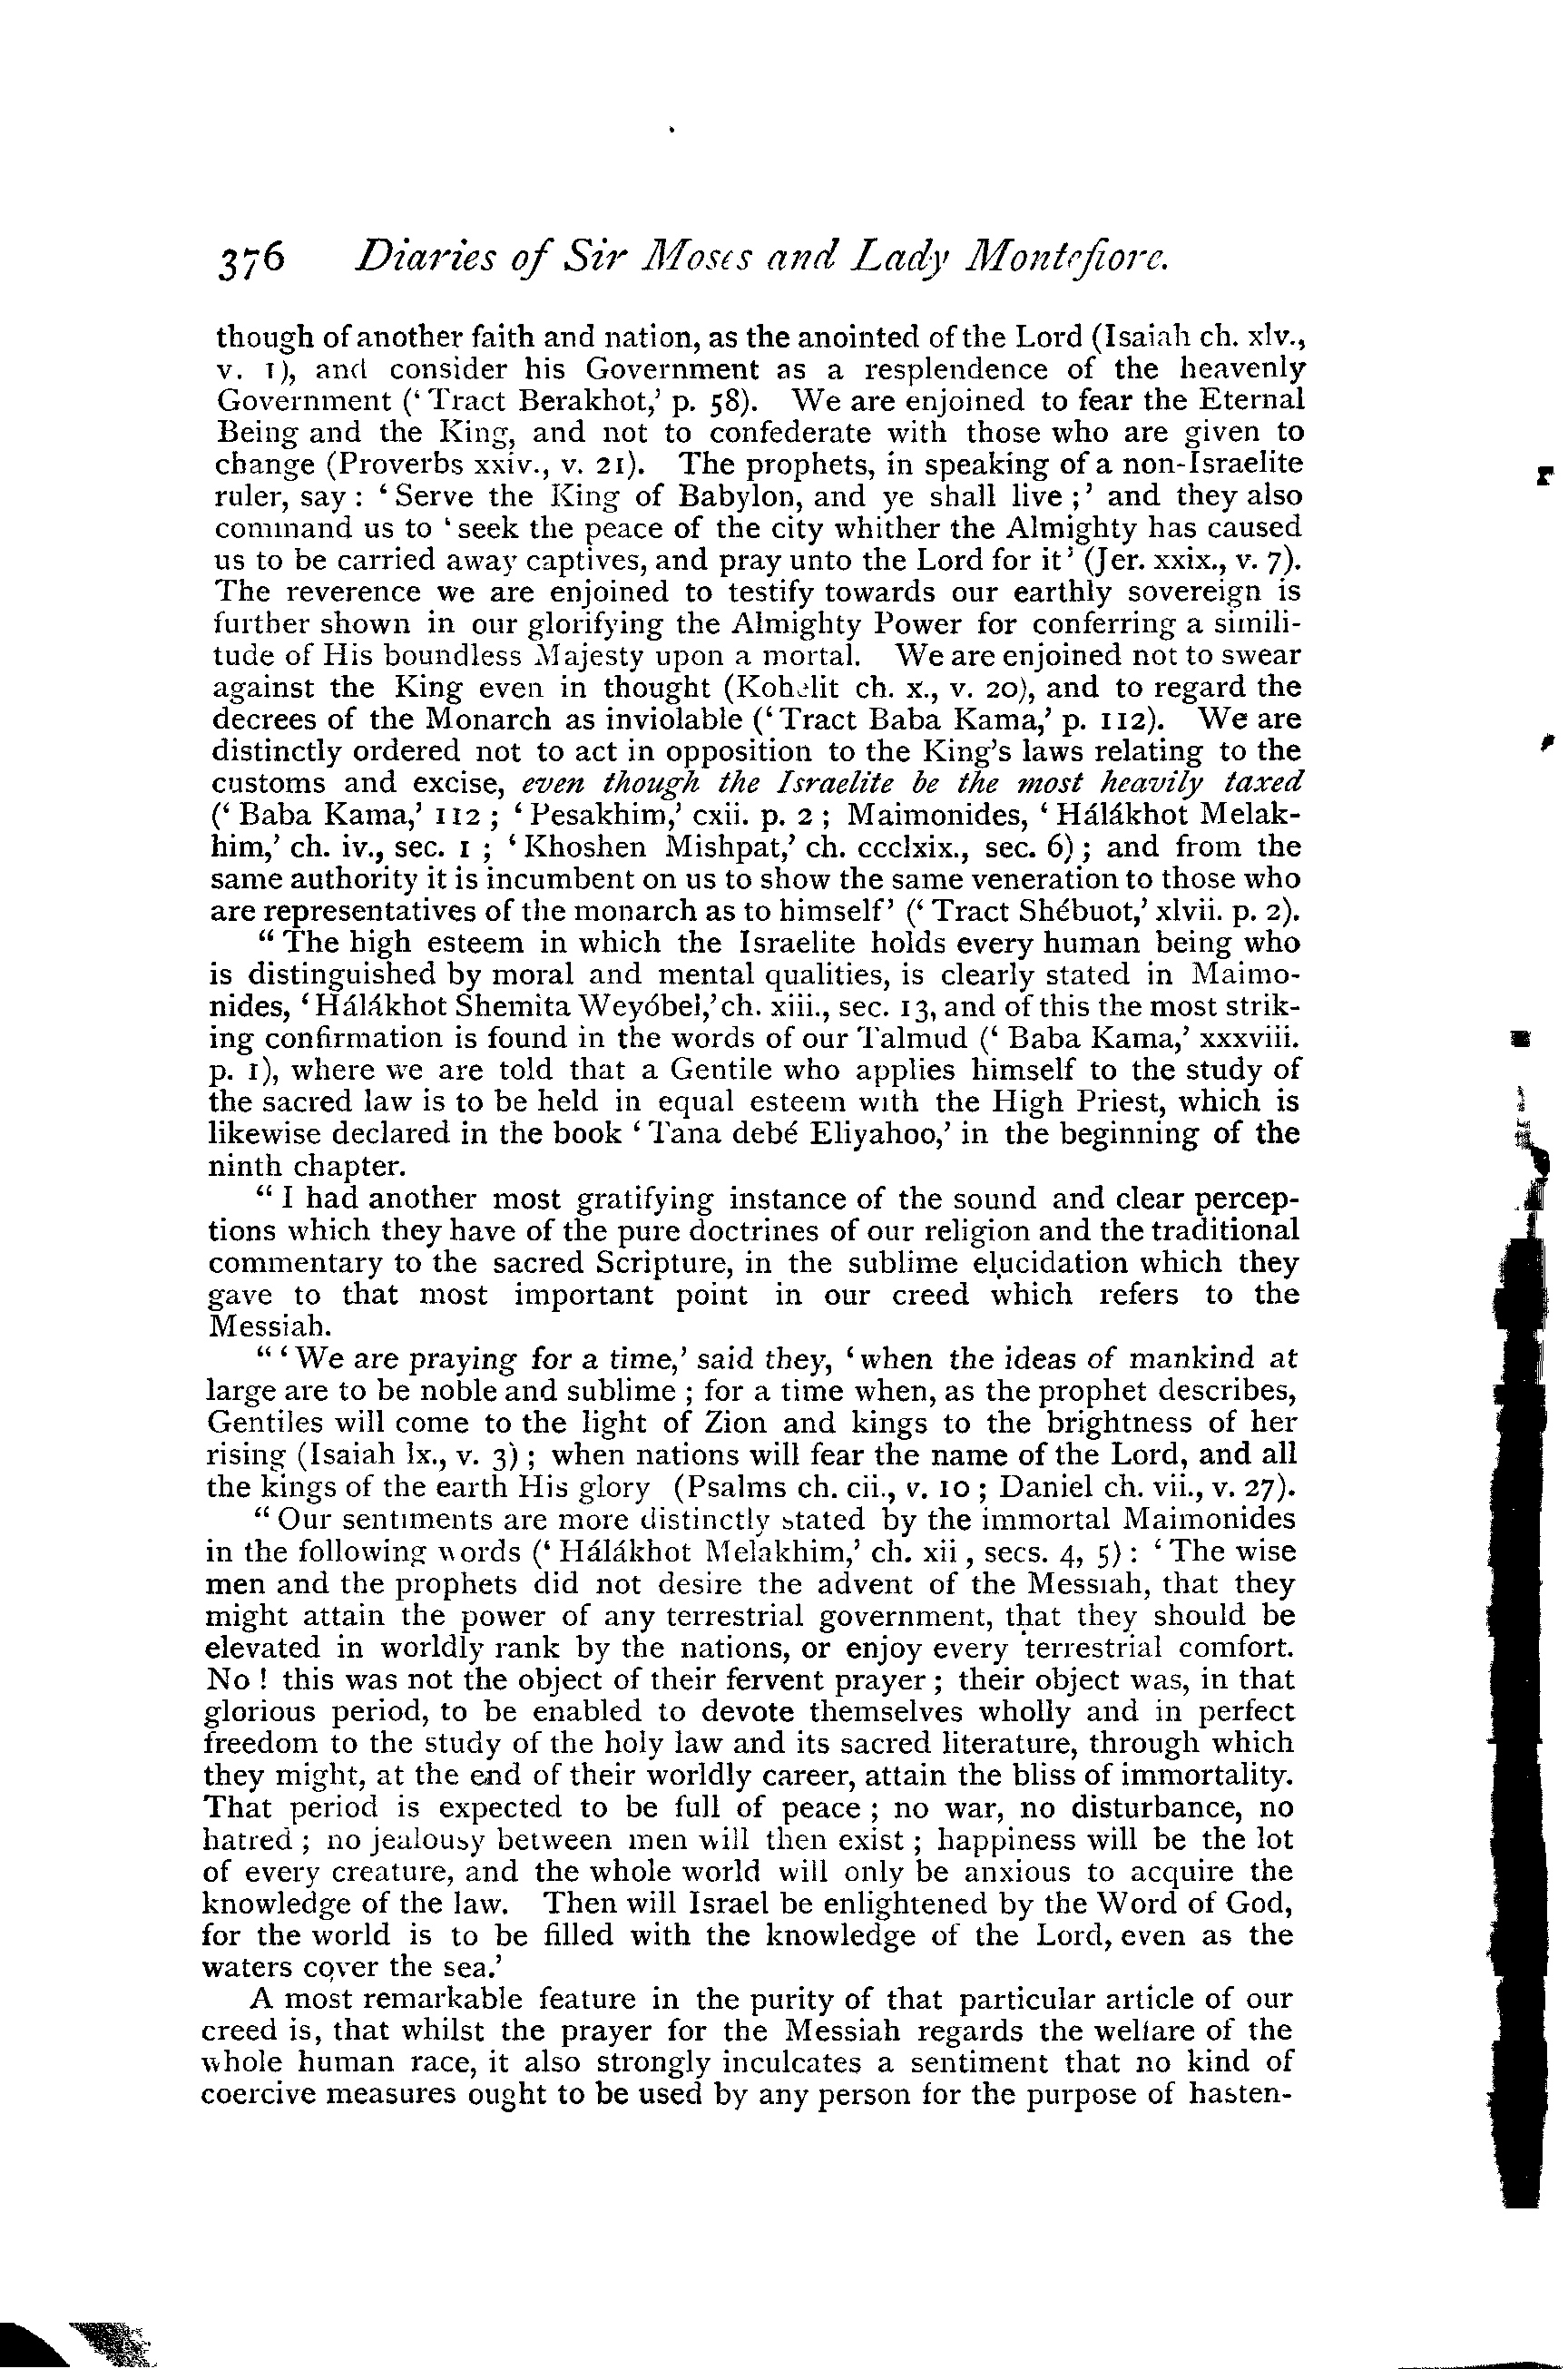 376 Diaries of Sir Moses and Lady Montefiore.
though of another faith and nation, as the anointed of the Lord (Isaiah ch. xlv.,
v. 1), and consider his Government as a resplendence of the heavenly
Government (‘ Tract Berakhot,’ p. 58). We are enjoined to fear the Eternal
Being and the King, and not to confederate with those who are given to
change (Proverbs xxiv., v. 21). The prophets, in speaking of a non-Israelite
ruler, say : ‘ Serve the King of Babylon, and ye shall live ;’ and they also
command us to ‘ seek the peace of the city whither the Almighty has caused
us to be carried away captives, and pray unto the Lord for it’ (Jer. xxix., v. 7).
The reverence we are enjoined to testify towards our earthly sovereign is
further shown in our glorifying the Almighty Power for conferring a simili-
tude of His boundless Majesty upon a mortal. We are enjoined not to swear
against the King even in thought (Kohelit ch. x., v. 20), and to regard the
decrees of the Monarch as inviolable (‘ Tract Baba Kama,’ p. 112). We are
distinctly ordered not to act in opposition to the King’s laws relating to the
customs and excise, even though the Israelite be the most heavily taxed
(‘ Baba Kama,’ 112 ; ‘ Pesakhim,’ cxii. p. 2 ; Maimonides, ‘ Hálákhot Melak-
him,’ ch. iv., sec. 1 ; ‘ Khoshen Mishpat,’ ch. ccclxix., sec. 6) ; and from the
same authority it is incumbent on us to show the same veneration to those who
are representatives of the monarch as to himself’ (‘ Tract Shébuot,’ xlvii. p. 2).
“ The high esteem in which the Israelite holds every human being who
is distinguished by moral and mental qualities, is clearly stated in Maimo-
nides, ‘ Hálákhot Shemita Weyóbel,’ ch. xiii., sec. 13, and of this the most strik-
ing confirmation is found in the words of our Talmud (‘ Baba Kama,’ xxxviii.
p. 1), where we are told that a Gentile who applies himself to the study of
the sacred law is to be held in equal esteem with the High Priest, which is
likewise declared in the book ‘ Tana debé Eliyahoo,’ in the beginning of the
ninth chapter.
“ I had another most gratifying instance of the sound and clear percep-
tions which they have of the pure doctrines of our religion and the traditional
commentary to the sacred Scripture, in the sublime elucidation which they
gave to that most important point in our creed which refers to the
Messiah.
“ ‘ We are praying for a time,’ said they, ‘ when the ideas of mankind at
large are to be noble and sublime ; for a time when, as the prophet describes,
Gentiles will come to the light of Zion and kings to the brightness of her
rising (Isaiah lx., v. 3) ; when nations will fear the name of the Lord, and all
the kings of the earth His glory (Psalms ch. cii., v. 10 ; Daniel ch. vii., v. 27).
“ Our sentiments are more distinctly stated by the immortal Maimonides
in the following words (‘ Hálákhot Melakhim,’ ch. xii , secs. 4, 5) : ‘ The wise
men and the prophets did not desire the advent of the Messiah, that they
might attain the power of any terrestrial government, that they should be
elevated in worldly rank by the nations, or enjoy every terrestrial comfort.
No ! this was not the object of their fervent prayer ; their object was, in that
glorious period, to be enabled to devote themselves wholly and in perfect
freedom to the study of the holy law and its sacred literature, through which
they might, at the end of their worldly career, attain the bliss of immortality.
That period is expected to be full of peace ; no war, no disturbance, no
hatred ; no jealousy between men will then exist ; happiness will be the lot
of every creature, and the whole world will only be anxious to acquire the
knowledge of the law. Then will Israel be enlightened by the Word of God,
for the world is to be filled with the knowledge of the Lord, even as the
waters cover the sea.’
A most remarkable feature in the purity of that particular article of our
creed is, that whilst the prayer for the Messiah regards the welfare of the
whole human race, it also strongly inculcates a sentiment that no kind of
coercive measures ought to be used by any person for the purpose of hasten-